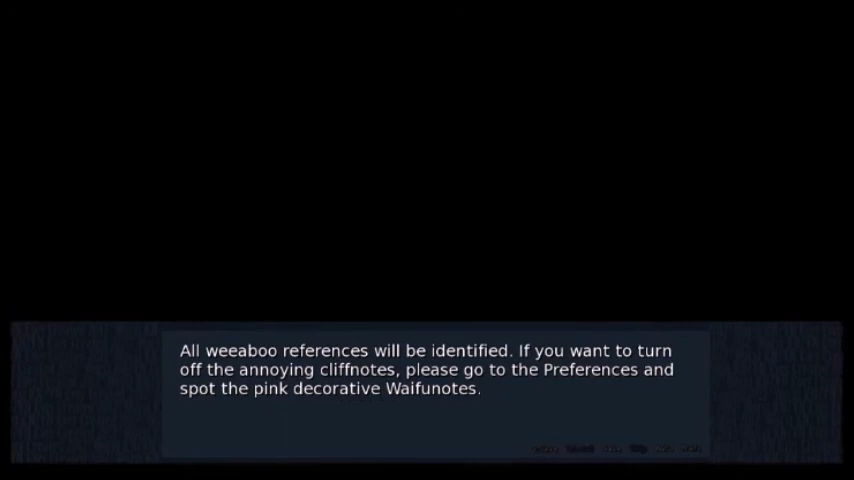 All weeaboo references will be identified. If you want to turn
off the annoying cliffnotes, please go to the Preferences and
spot the pink decorative Waifunotes.